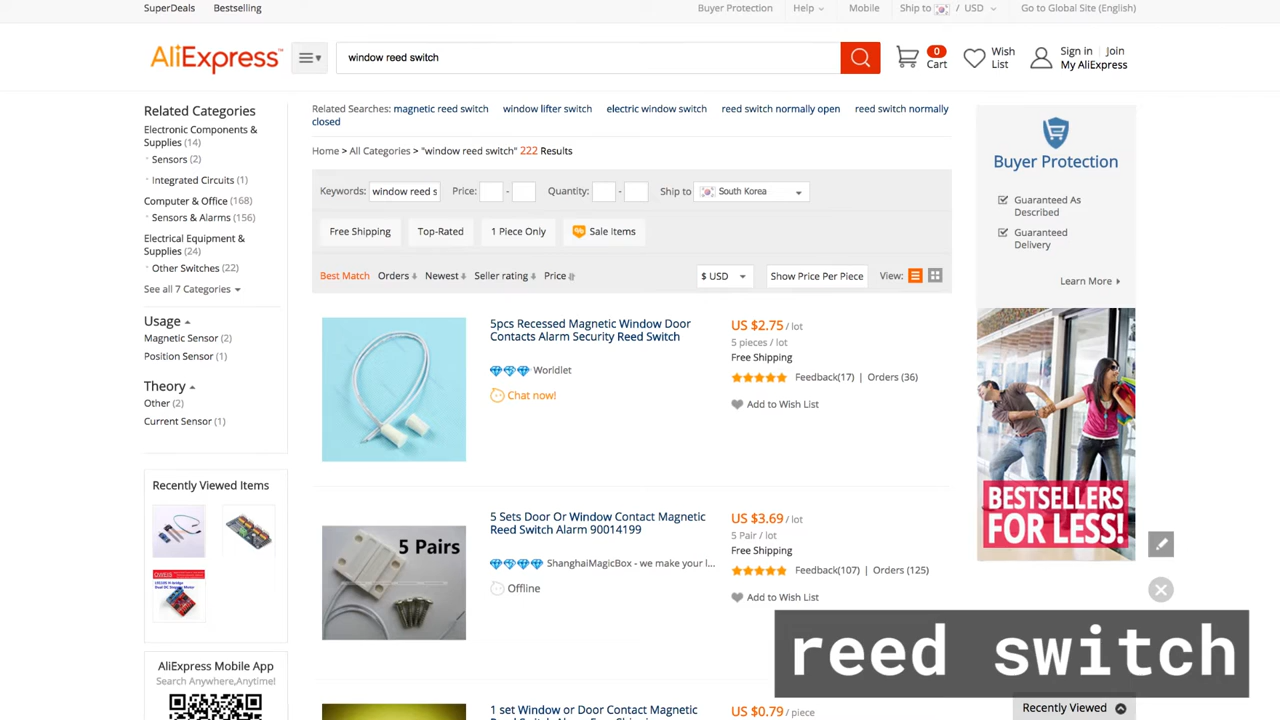 SuperDeals Bestselling Buyer Protection Help Mobile Ship to / USD Go to Global Site (English)
AliExpress™
window reed switch
0
Cart
Wish
List
Sign in | Join
My AliExpress
Related Categories
Electronic Components &
Supplies (14)
Sensors (2)
Integrated Circuits (1)
Computer & Office (168)
Sensors & Alarms (156)
Electrical Equipment &
Supplies (24)
Other Switches (22)
See all 7 Categories
Usage
Magnetic Sensor (2)
Position Sensor (1)
Theory
Other (2)
Current Sensor (1)
Recently Viewed Items
AliExpress Mobile App
Search Anywhere,Anytime!
Related Searches: magnetic reed switch window lifter switch electric window switch reed switch normally open reed switch normally
closed
Home > All Categories > "window reed switch" 222 Results
Keywords: window reed s Price: - Quantity: - Ship to South Korea
Free Shipping Top-Rated 1 Piece Only Sale Items
Best Match Orders Newest Seller rating Price $ USD Show Price Per Piece View:
5pcs Recessed Magnetic Window Door
Contacts Alarm Security Reed Switch
Worldlet
Chat now!
US $2.75 / lot
5 pieces / lot
Free Shipping
Feedback(17) | Orders (36)
Add to Wish List
5 Pairs
5 Sets Door Or Window Contact Magnetic
Reed Switch Alarm 90014199
ShanghaiMagicBox - we make your l...
Offline
US $3.69 / lot
5 Pair / lot
Free Shipping
Feedback(107) | Orders (125)
Add to Wish List
1 set Window or Door Contact Magnetic
US $0.79 / piece
Buyer Protection
Guaranteed As
Described
Guaranteed
Delivery
Learn More
BESTSELLERS
FOR LESS!
reed switch
Recently Viewed